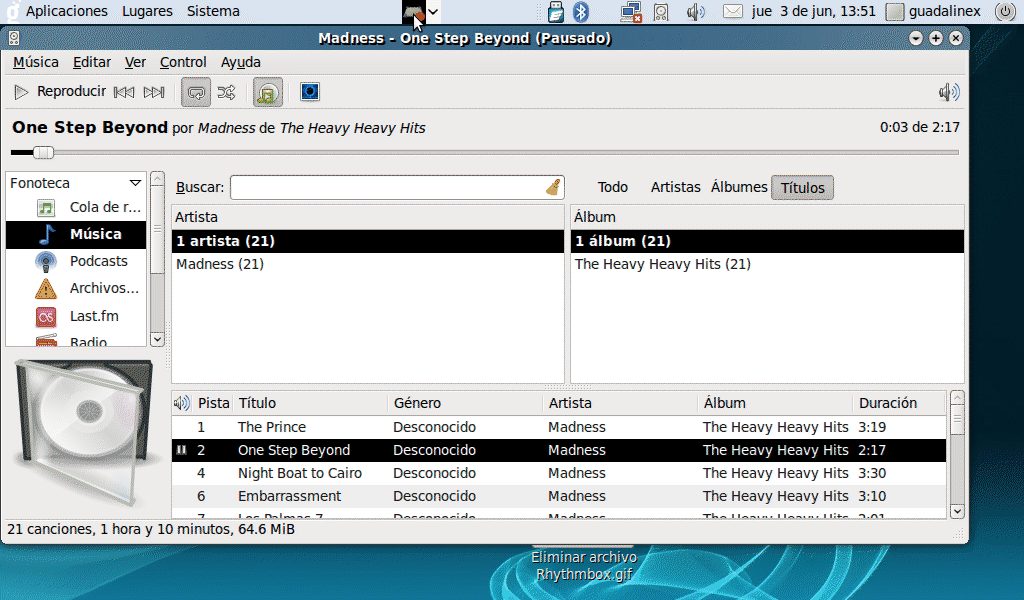 Aplicaciones Lugares Sistema jue 3 de jun, 13:51 guadalinex
Madness - One Step Beyond (Pausado)
Música Editar Ver Control Ayuda
Reproducir
One Step Beyond por Madness de The Heavy Heavy Hits 0:03 de 2:17
Fonoteca
Cola de r...
Música
Podcasts
Archivos...
Last.fm
Radio
Buscar: Todo Artistas Álbumes Títulos
Artista Álbum
1 artista (21) 1 álbum (21)
Madness (21) The Heavy Heavy Hits (21)
Pista Título Género Artista Álbum Duración
1 The Prince Desconocido Madness The Heavy Heavy Hits 3:19
2 One Step Beyond Desconocido Madness The Heavy Heavy Hits 2:17
4 Night Boat to Cairo Desconocido Madness The Heavy Heavy Hits 3:30
6 Embarrassment Desconocido Madness The Heavy Heavy Hits 3:10
7 Los Palmas 7 Desconocido Madness The Heavy Heavy Hits 2:01
21 canciones, 1 hora y 10 minutos, 64.6 MiB
Eliminar archivo
Rhythmbox.gif